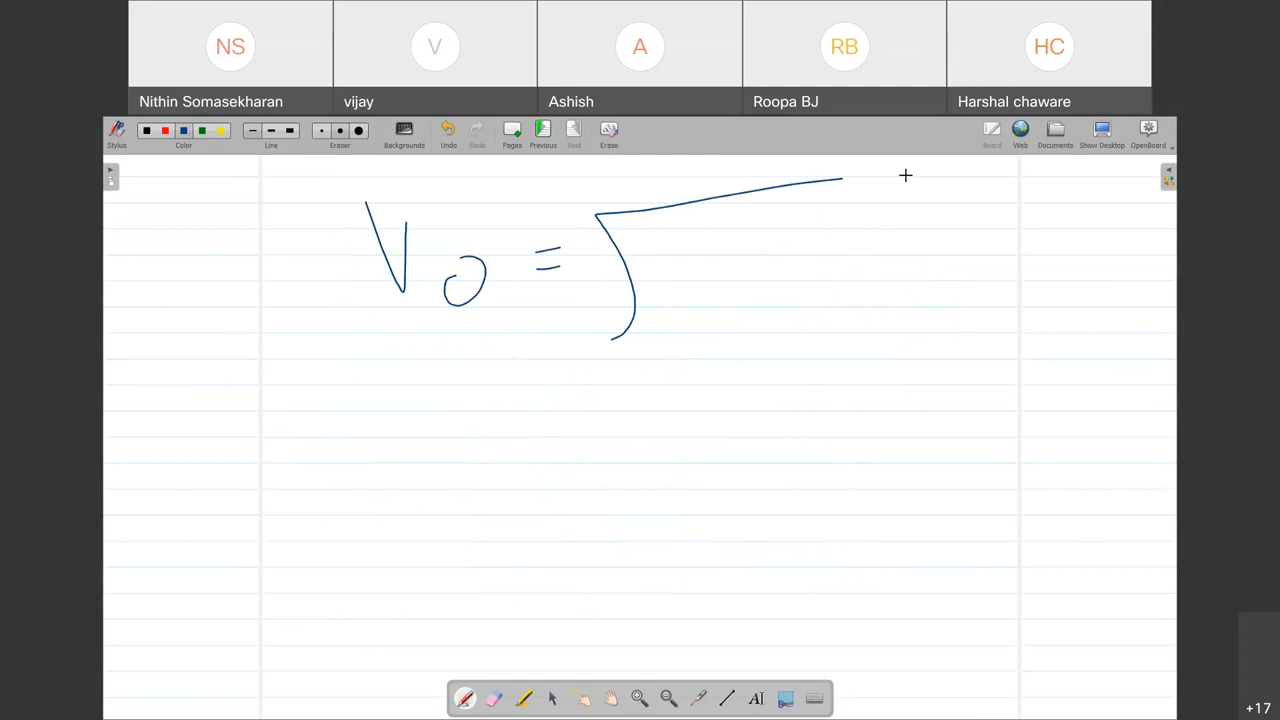 NS V A RB HC
Nithin Somasekharan vijay Ashish Roopa BJ Harshal chaware
Stylus Color Line Eraser Backgrounds Undo Redo Pages Previous Next Erase Board Web Documents Show Desktop OpenBoard
V0 =
AI
+17